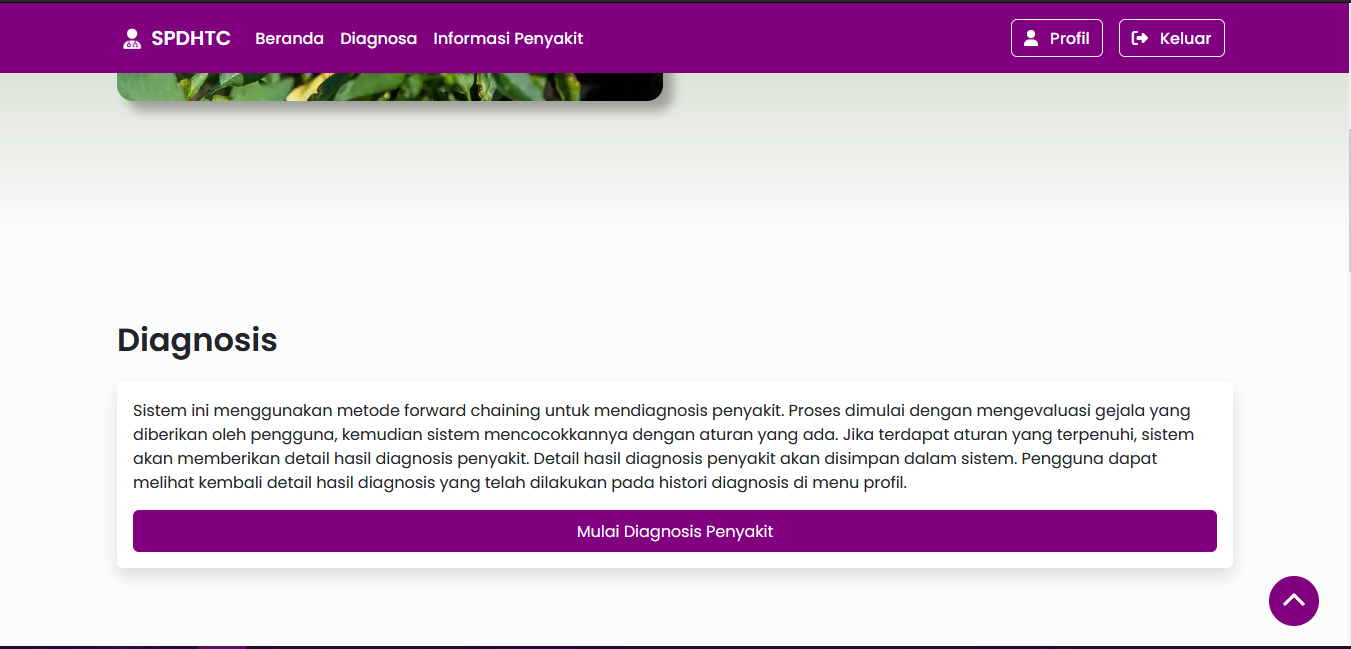 SPDHTC Beranda Diagnosa Informasi Penyakit Profil Keluar
Diagnosis
Sistem ini menggunakan metode forward chaining untuk mendiagnosis penyakit. Proses dimulai dengan mengevaluasi gejala yang
diberikan oleh pengguna, kemudian sistem mencocokkannya dengan aturan yang ada. Jika terdapat aturan yang terpenuhi, sistem
akan memberikan detail hasil diagnosis penyakit. Detail hasil diagnosis penyakit akan disimpan dalam sistem. Pengguna dapat
melihat kembali detail hasil diagnosis yang telah dilakukan pada histori diagnosis di menu profil.
Mulai Diagnosis Penyakit